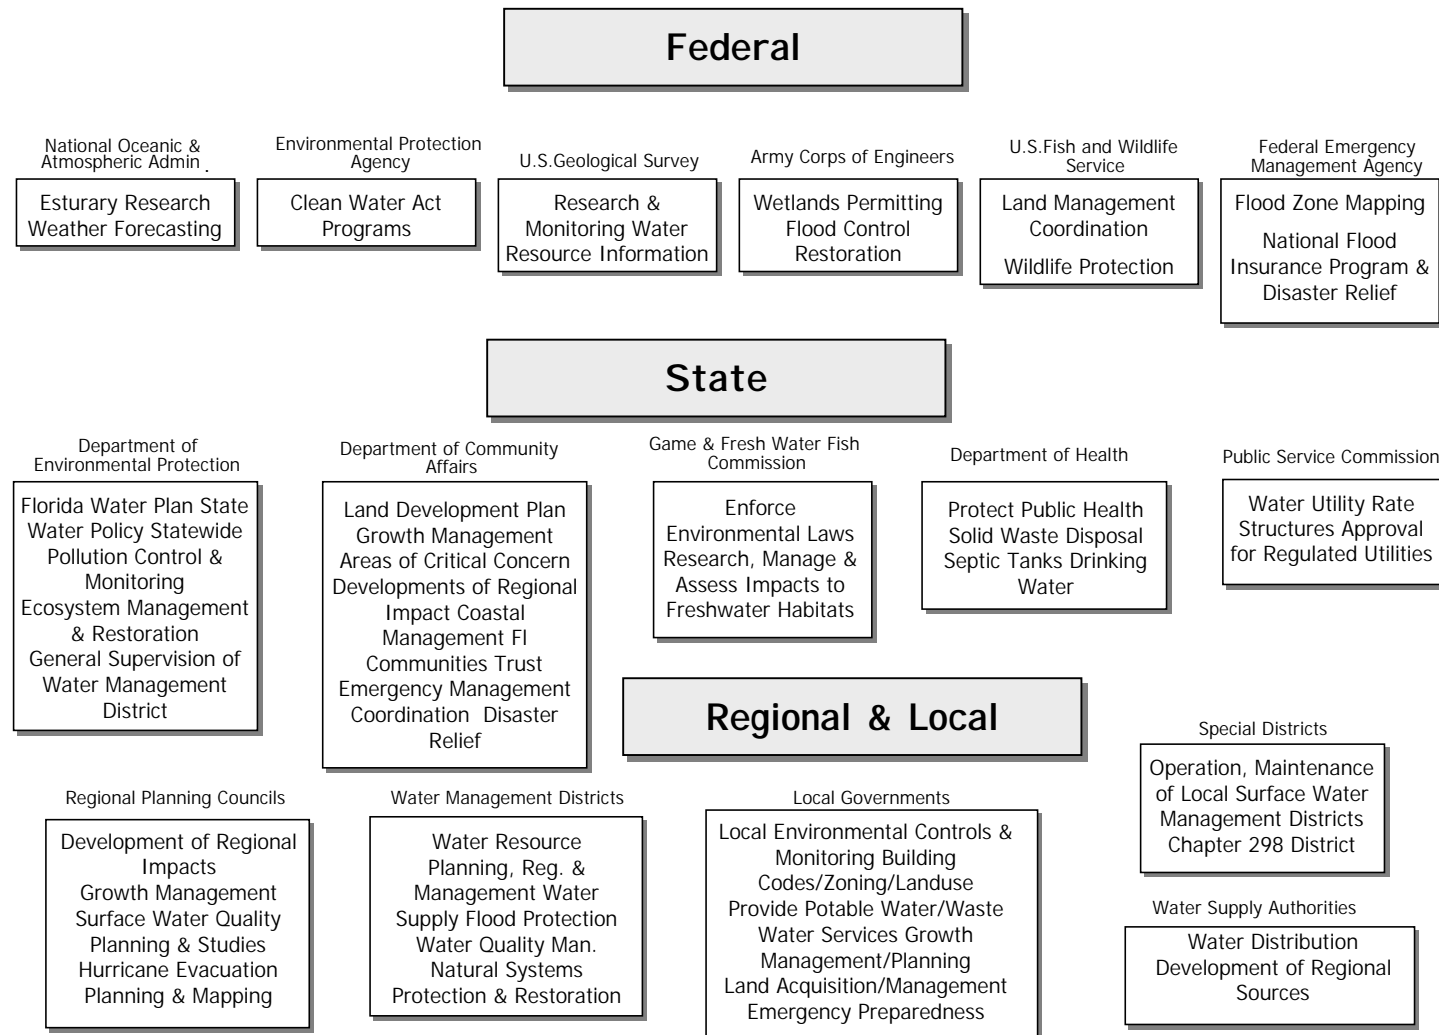 Federal
National Oceanic &
Atmospheric Admin.
Esturary Research
Weather Forecasting
Environmental Protection
Agency
Clean Water Act
Programs
U.S.Geological Survey
Research &
Monitoring Water
Resource Information
Army Corps of Engineers
Wetlands Permitting
Flood Control
Restoration
U.S.Fish and Wildlife
Service
Land Management
Coordination
Wildlife Protection
Federal Emergency
Management Agency
Flood Zone Mapping
National Flood
Insurance Program &
Disaster Relief
State
Department of
Environmental Protection
Florida Water Plan State
Water Policy Statewide
Pollution Control &
Monitoring
Ecosystem Management
& Restoration
General Supervision of
Water Management
District
Department of Community
Affairs
Land Development Plan
Growth Management
Areas of Critical Concern
Developments of Regional
Impact Coastal
Management Fl
Communities Trust
Emergency Management
Coordination Disaster
Relief
Game & Fresh Water Fish
Commission
Enforce
Environmental Laws
Research, Manage &
Assess Impacts to
Freshwater Habitats
Department of Health
Protect Public Health
Solid Waste Disposal
Septic Tanks Drinking
Water
Public Service Commission
Water Utility Rate
Structures Approval
for Regulated Utilities
Regional & Local
Regional Planning Councils
Development of Regional
Impacts
Growth Management
Surface Water Quality
Planning & Studies
Hurricane Evacuation
Planning & Mapping
Water Management Districts
Water Resource
Planning, Reg. &
Management Water
Supply Flood Protection
Water Quality Man.
Natural Systems
Protection & Restoration
Local Governments
Local Environmental Controls &
Monitoring Building
Codes/Zoning/Landuse
Provide Potable Water/Waste
Water Services Growth
Management/Planning
Land Acquisition/Management
Emergency Preparedness
Special Districts
Operation, Maintenance
of Local Surface Water
Management Districts
Chapter 298 District
Water Supply Authorities
Water Distribution
Development of Regional
Sources